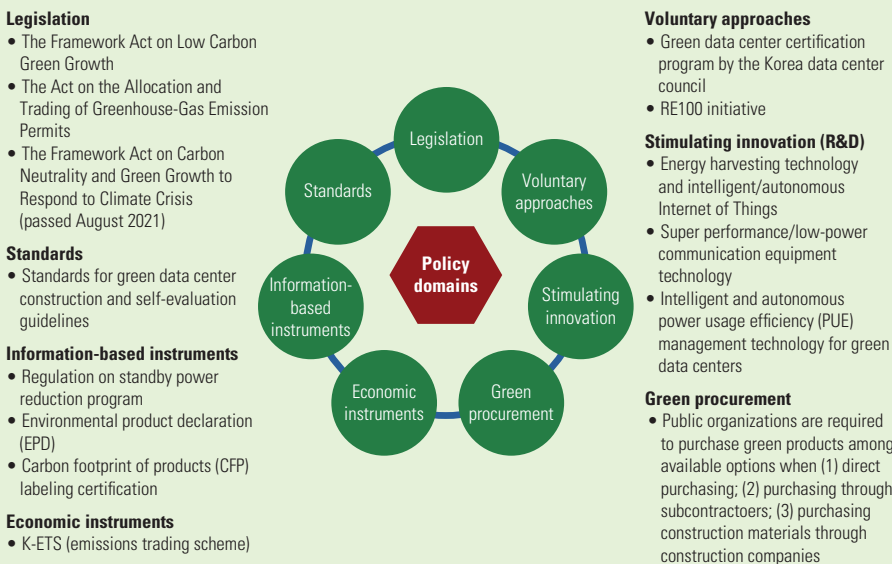 Legislation
• The Framework Act on Low Carbon
Green Growth
• The Act on the Allocation and
Trading of Greenhouse-Gas Emission
Permits
• The Framework Act on Carbon
Neutrality and Green Growth to
Respond to Climate Crisis
(passed August 2021)
Standards
• Standards for green data center
construction and self-evaluation
guidelines
Information-based instruments
• Regulation on standby power
reduction program
• Environmental product declaration
(EPD)
• Carbon footprint of products (CFP)
labeling certification
Economic instruments
• K-ETS (emissions trading scheme)
Legislation
Voluntary
approaches
Stimulating
innovation
Green
procurement
Economic
instruments
Information-
based
instruments
Standards
Policy
domains
Voluntary approaches
• Green data center certification
program by the Korea data center
council
• RE100 initiative
Stimulating innovation (R&D)
• Energy harvesting technology
and intelligent/autonomous
Internet of Things
• Super performance/low-power
communication equipment
technology
• Intelligent and autonomous
power usage efficiency (PUE)
management technology for green
data centers
Green procurement
• Public organizations are required
to purchase green products among
available options when (1) direct
purchasing; (2) purchasing through
subcontractoers; (3) purchasing
construction materials through
construction companies